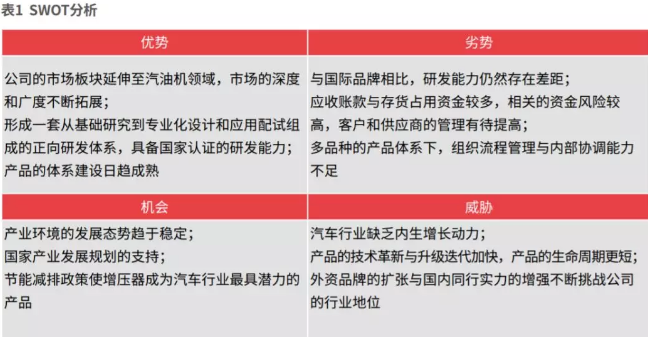 表1 SWOT分析
优势
公司的市场板块延伸至汽油机领域，市场的深度
和广度不断拓展；
形成一套从基础研究到专业化设计和应用配试组
成的正向研发体系，具备国家认证的研发能力；
产品的体系建设日趋成熟
劣势
与国际品牌相比，研发能力仍然存在差距；
应收账款与存货占用资金较多，相关的资金风险较
高，客户和供应商的管理有待提高；
多品种的产品体系下，组织流程管理与内部协调能力
不足
机会
产业环境的发展态势趋于稳定；
国家产业发展规划的支持；
节能减排政策使增压器成为汽车行业最具潜力的
产品
威胁
汽车行业缺乏内生增长动力；
产品的技术革新与升级迭代加快，产品的生命周期更短；
外资品牌的扩张与国内同行实力的增强不断挑战公司
的行业地位